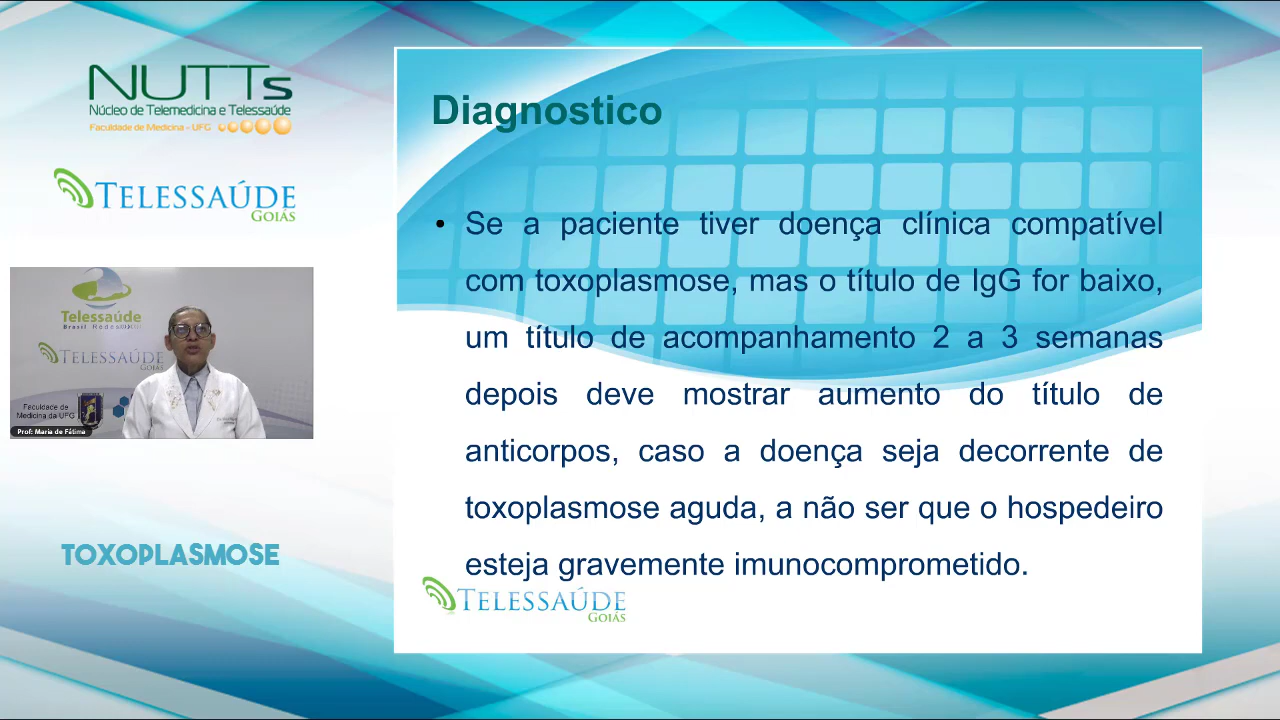 NUTTs
Núcleo de Telemedicina e Telessaúde
Faculdade de Medicina - UFG
TELESSAÚDE
GOIÁS
Telessaúde
Brasil Redes
TELESSAÚDE
GOIÁS
Faculdade de
Medicina da UFG
Prof: Maria de Fátima
TOXOPLASMOSE
Diagnostico
• Se a paciente tiver doença clínica compatível
com toxoplasmose, mas o título de IgG for baixo,
um título de acompanhamento 2 a 3 semanas
depois deve mostrar aumento do título de
anticorpos, caso a doença seja decorrente de
toxoplasmose aguda, a não ser que o hospedeiro
esteja gravemente imunocomprometido.
TELESSAÚDE
GOIÁS